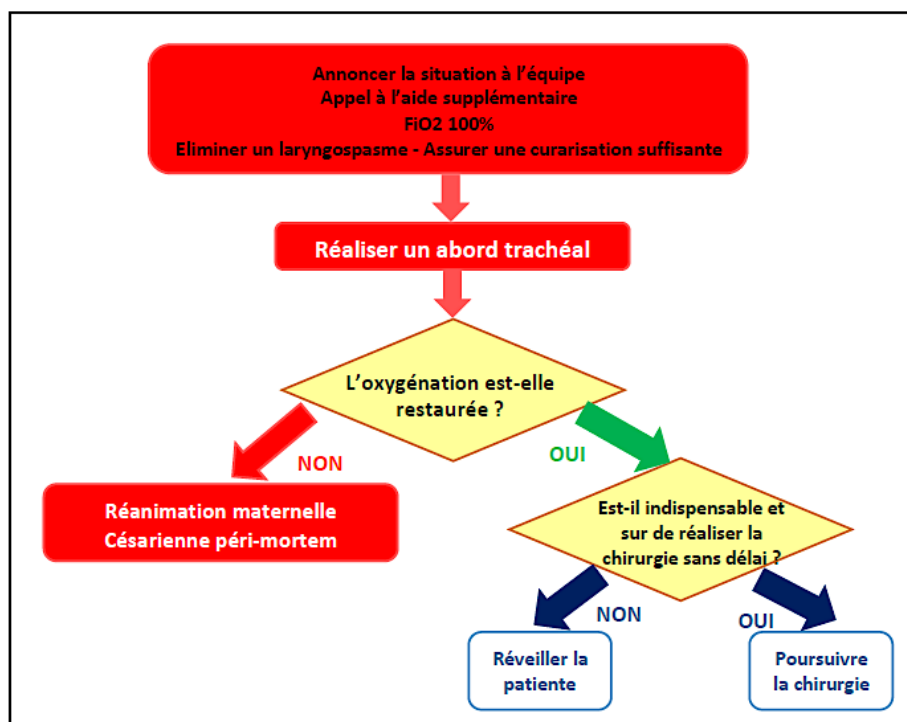 Annoncer la situation à l'équipe
Appel à l'aide supplémentaire
FiO2 100%
Eliminer un laryngospasme - Assurer une curarisation suffisante
Réaliser un abord trachéal
L'oxygénation est-elle
restaurée ?
NON
OUI
Réanimation maternelle
Césarienne péri-mortem
Est-il indispensable et
sur de réaliser la
chirurgie sans délai ?
NON
OUI
Réveiller la
patiente
Poursuivre
la chirurgie